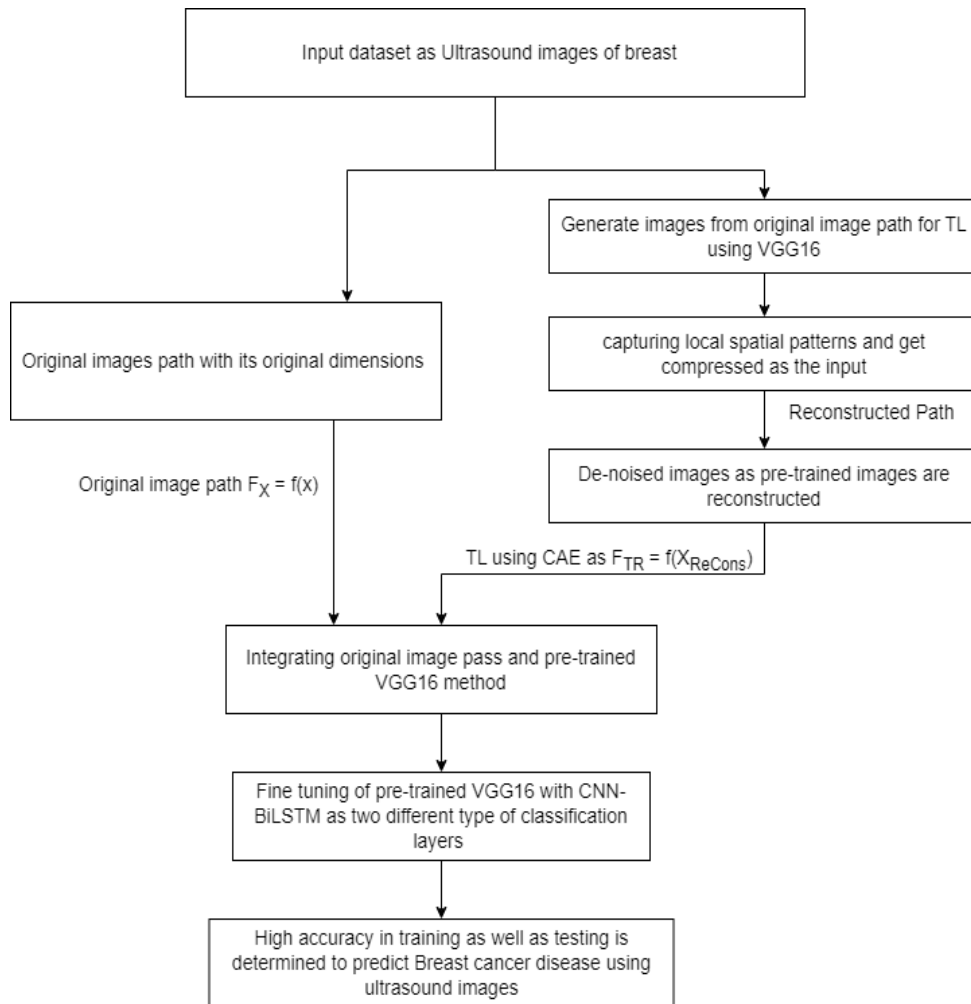 Input dataset as Ultrasound images of breast
Generate images from original image path for TL
using VGG16
Original images path with its original dimensions
capturing local spatial patterns and get
compressed as the input
Reconstructed Path
De-noised images as pre-trained images are
reconstructed
Original image path FX = f(x)
TL using CAE as FTR = f(XReCons)
Integrating original image pass and pre-trained
VGG16 method
Fine tuning of pre-trained VGG16 with CNN-
BiLSTM as two different type of classification
layers
High accuracy in training as well as testing is
determined to predict Breast cancer disease using
ultrasound images